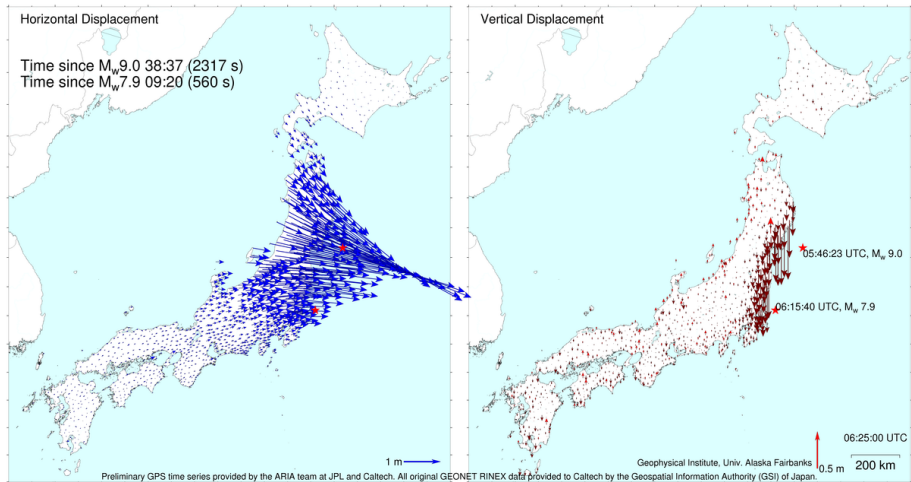 Horizontal Displacement
Time since Mw9.0 38:37 (2317 s)
Time since Mw7.9 09:20 (560 s)
1 m
Vertical Displacement
05:46:23 UTC, Mw 9.0
06:15:40 UTC, Mw 7.9
06:25:00 UTC
Geophysical Institute, Univ. Alaska Fairbanks
0.5 m
200 km
Preliminary GPS time series provided by the ARIA team at JPL and Caltech. All original GEONET RINEX data provided to Caltech by the Geospatial Information Authority (GSI) of Japan.